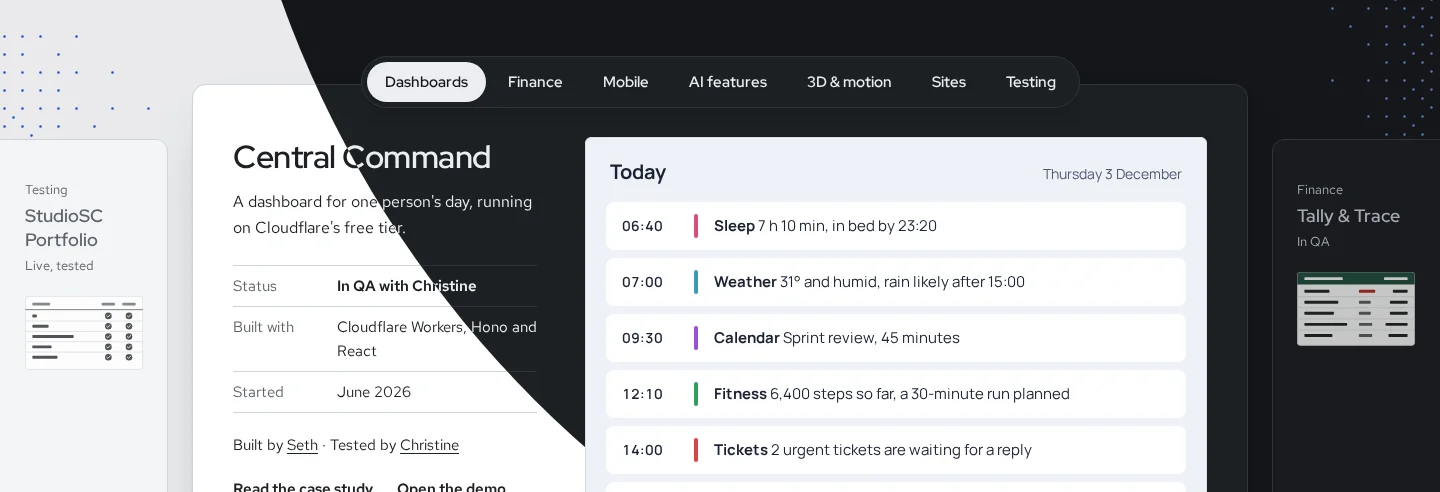 Dashboards Finance Mobile AI features 3D & motion Sites Testing
Testing
StudioSC
Portfolio
Live, tested
Central Command
A dashboard for one person's day, running
on Cloudflare's free tier.
Status In QA with Christine
Built with Cloudflare Workers, Hono and
React
Started June 2026
Built by Seth · Tested by Christine
Read the case study Open the demo
Today Thursday 3 December
06:40 Sleep 7 h 10 min, in bed by 23:20
07:00 Weather 31° and humid, rain likely after 15:00
09:30 Calendar Sprint review, 45 minutes
12:10 Fitness 6,400 steps so far, a 30-minute run planned
14:00 Tickets 2 urgent tickets are waiting for a reply
Finance
Tally & Trace
In QA